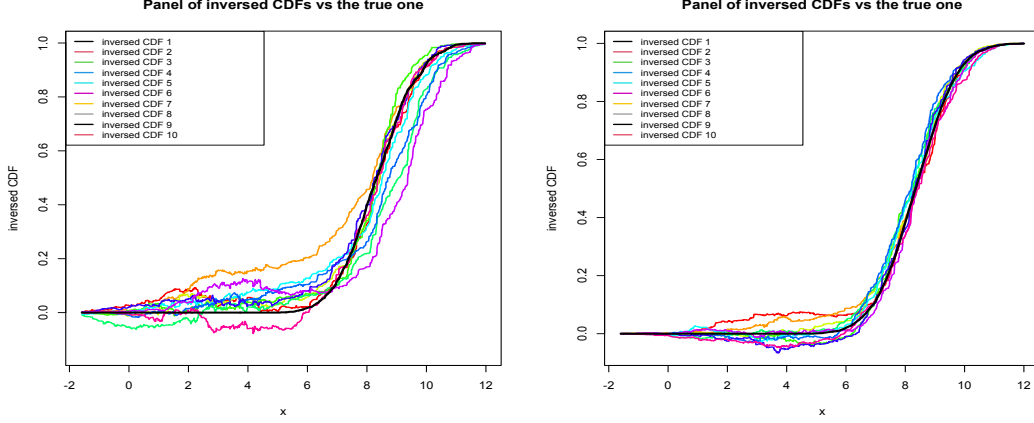 Panel of inversed CDFs vs the true one
inversed CDF
1.0
0.8
0.6
0.4
0.2
0.0
inversed CDF 1
inversed CDF 2
inversed CDF 3
inversed CDF 4
inversed CDF 5
inversed CDF 6
inversed CDF 7
inversed CDF 8
inversed CDF 9
inversed CDF 10
-2 0 2 4 6 8 10 12
x
Panel of inversed CDFs vs the true one
inversed CDF
1.0
0.8
0.6
0.4
0.2
0.0
inversed CDF 1
inversed CDF 2
inversed CDF 3
inversed CDF 4
inversed CDF 5
inversed CDF 6
inversed CDF 7
inversed CDF 8
inversed CDF 9
inversed CDF 10
-2 0 2 4 6 8 10 12
x